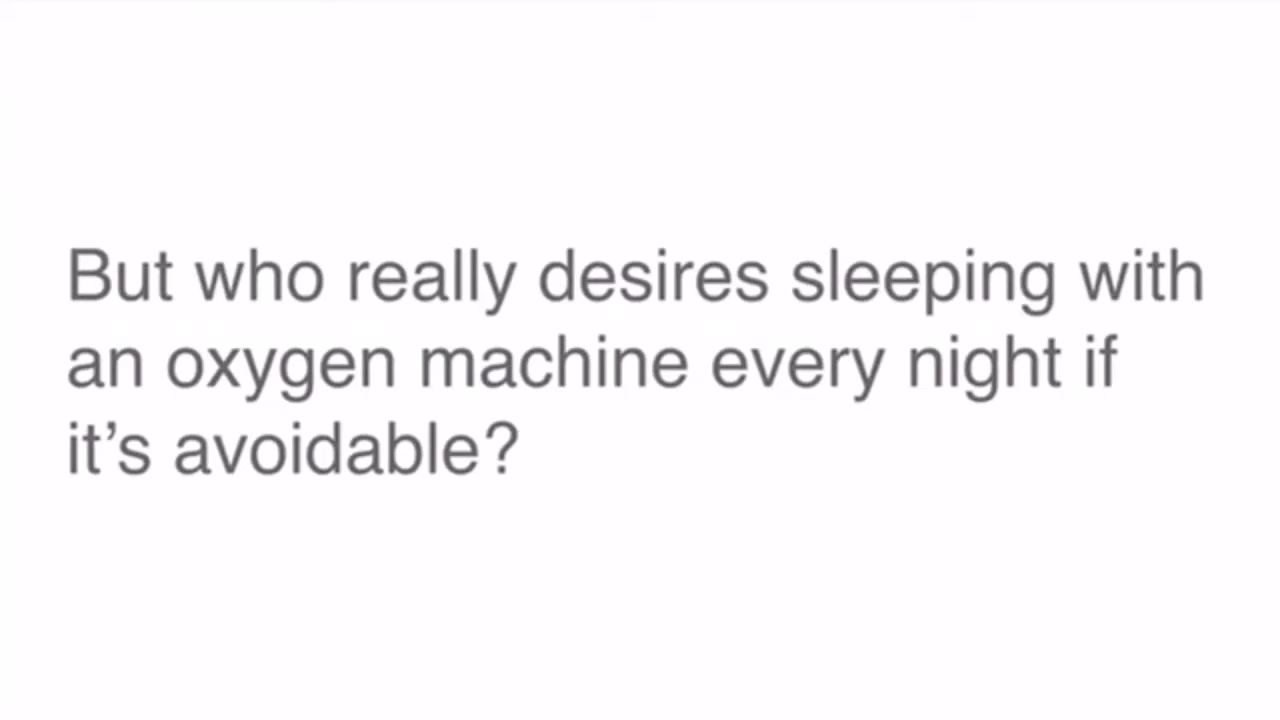 But who really desires sleeping with
an oxygen machine every night if
it’s avoidable?